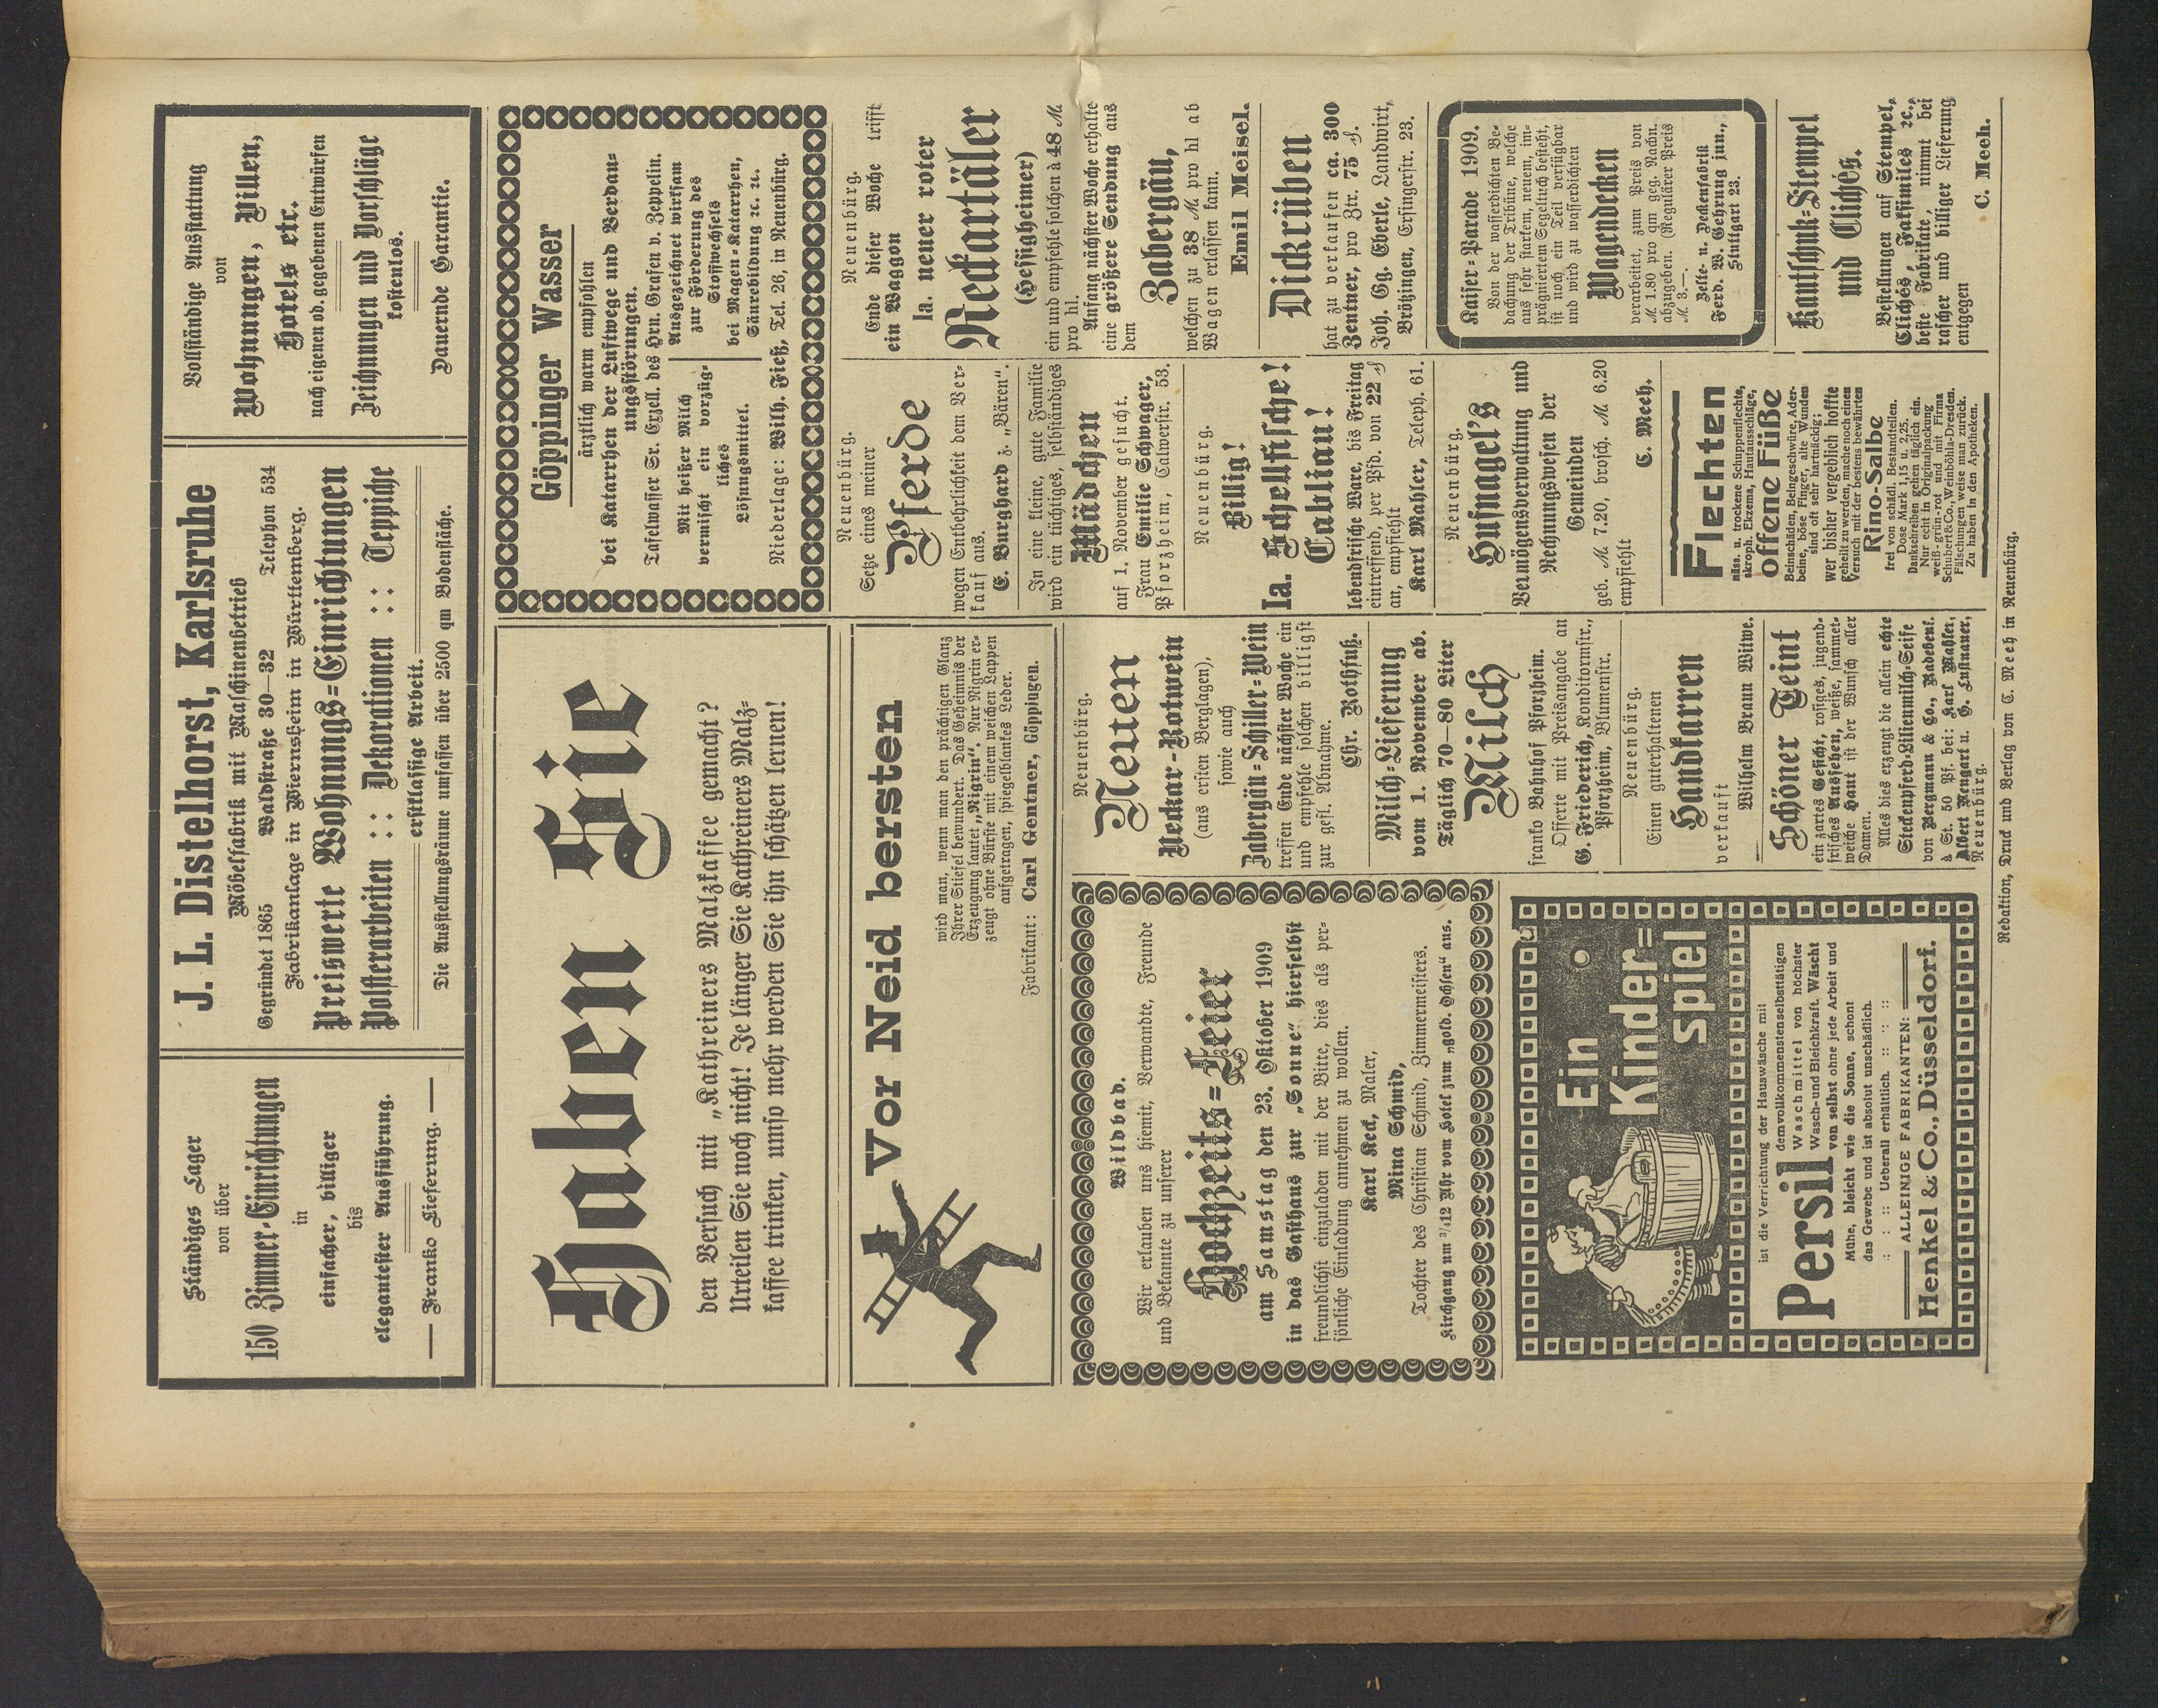 Ständiges Lager
von über
150 Zimmer-Einrichtungen
in
einfacher, billiger
bis
elegantester Ausführung.
— Franko Lieferung. —
J. L. Distelhorst, Karlsruhe
Möbelfabrik mit Maschinenbetrieb
Gegründet 1865 Waldstraße 30—32 Telephon 534
Fabrikanlage in Wiernsheim in Württemberg.
Preiswerte Wohnungs-Einrichtungen
Polsterarbeiten :: Dekorationen :: Teppiche
erstklassige Arbeit.
Die Ausstellungsräume umfassen über 2500 qm Bodenfläche.
Vollständige Ausstattung
von
Wohnungen, Villen,
Hotels etc.
nach eigenen od. gegebenen Entwürfen
Zeichnungen und Vorschläge
kostenlos.
Dauernde Garantie.
Haben Sie
den Versuch mit „Kathreiners Malzkaffee gemacht?
Urteilen Sie noch nicht! Je länger Sie Kathreiners Malz-
kaffee trinken, umso mehr werden Sie ihn schätzen lernen!
Vor Neid bersten
wird man, wenn man den prächtigen Glanz
Ihrer Stiefel bewundert. Das Geheimnis der
Erzeugung lautet „Nigrin“. Nur Nigrin er-
zeugt ohne Bürste mit einem weichen Lappen
aufgetragen, spiegelblankes Leder.
Fabrikant: Carl Gentner, Göppingen.
Wildbad.
Wir erlauben uns hiemit, Verwandte, Freunde
und Bekannte zu unserer
Hochzeits-Feier
am Samstag den 23. Oktober 1909
in das Gasthaus zur „Sonne“ hierselbst
freundlichst einzuladen mit der Bitte, dies als per-
sönliche Einladung annehmen zu wollen.
Karl Keck, Maler,
Mina Schmid,
Tochter des Christian Schmid, Zimmermeisters.
Kirchgang um ¾12 Uhr vom Hotel zum „gold. Ochsen“ aus.
Ein
Kinder=
spiel
ist die Verrichtung der Hauswäsche mit
Persil
dem vollkommensten selbsttätigen
Waschmittel von höchster
Wasch- und Bleichkraft. Wäscht
von selbst ohne jede Arbeit und
Mühe, bleicht wie die Sonne, schont
das Gewebe und ist absolut unschädlich.
:: :: :: Ueberall erhältlich. :: :: ::
ALLEINIGE FABRIKANTEN:
Henkel & Co., Düsseldorf.
Neuenbürg.
Neuen
Neckar-Rotwein
(aus ersten Berglagen),
sowie auch
Zabergäu-Schiller-Wein
treffen Ende nächster Woche ein
und empfehle solchen billigst
zur gefl. Abnahme.
Chr. Rothfuß.
Milch-Lieferung
vom 1. November ab.
Täglich 70—80 Liter
Milch
franko Bahnhof Pforzheim.
Offerte mit Preisangabe an
G. Friederich, Konditormstr.,
Pforzheim, Blumenstr.
Neuenbürg.
Einen guterhaltenen
Handkarren
verkauft
Wilhelm Braun Witwe.
Schöner Teint
ein zartes Gesicht, rosiges, jugend-
frisches Aussehen, weiße, sammet-
weiche Haut ist der Wunsch aller
Damen.
Alles dies erzeugt die allein echte
Steckenpferd-Lilienmilch-Seife
von Bergmann & Co., Radebeul.
à St. 50 Pf. bei: Karl Mahler,
Albert Neugart u. G. Lustnauer,
Neuenbürg.
Göppinger Wasser
ärztlich warm empfohlen
bei Katarrhen der Luftwege und Verdau-
ungsstörungen.
Tafelwasser Sr. Exzell. des Hrn. Grafen v. Zeppelin.
Mit heißer Milch
vermischt ein vorzüg-
liches
Lösungsmittel.
Ausgezeichnet wirksam
zur Förderung des
Stoffwechsels
bei Magen-Katarrhen,
Säurebildung ꝛc. ꝛc.
Niederlage: Wilh. Fieß, Tel. 26, in Neuenbürg.
Neuenbürg.
Setze eines meiner
Pferde
wegen Entbehrlichkeit dem Ver-
kauf aus.
E. Burghard z. „Bären“.
In eine kleine, gute Familie
wird ein tüchtiges, selbständiges
Mädchen
auf 1. November gesucht.
Frau Emilie Schwager,
Pforzheim, Calwerstr. 53.
Neuenbürg.
Billig!
Ia. Schellfische!
Cabliau!
lebendfrische Ware, bis Freitag
eintreffend, per Pfd. von 22 ₰
an, empfiehlt
Karl Mahler, Teleph. 61.
Neuenbürg.
Hufnagel's
Vermögensverwaltung und
Rechnungswesen der
Gemeinden
geb. M. 7.20, brosch. M. 6.20
empfiehlt
C. Meeh.
Flechten
näss. u. trockene Schuppenflechte,
skroph. Ekzema, Hautausschläge,
offene Füße
Beinschäden, Beingeschwüre, Ader-
beine, böse Finger, alte Wunden
sind oft sehr hartnäckig;
wer bisher vergeblich hoffte
geheilt zu werden, mache noch einen
Versuch mit der bestens bewährten
Rino-Salbe
frei von schädl. Bestandteilen.
Dose Mark 1,15 u. 2,25.
Dankschreiben gehen täglich ein.
Nur echt in Originalpackung
weiß-grün-rot und mit Firma
Schubert & Co., Weinböhla-Dresden.
Fälschungen weise man zurück.
Zu haben in den Apotheken.
Neuenbürg.
Ende dieser Woche trifft
ein Waggon
Ia. neuer roter
Neckartäler
(Hessigheimer)
ein und empfehle solchen à 48 M
pro hl.
Anfang nächster Woche erhalte
eine größere Sendung aus
dem
Zabergäu,
welchen zu 38 M. pro hl ab
Wagen erlassen kann.
Emil Meisel.
Dickrüben
hat zu verkaufen ca. 300
Zentner, pro Ztr. 75 ₰.
Joh. Gg. Eberle, Landwirt,
Brötzingen, Ersingerstr. 23.
Kaiser-Parade 1909.
Von der wasserdichten Be-
dachung der Tribüne, welche
aus sehr starkem, neuem, im-
prägniertem Segeltuch besteht,
ist noch ein Teil verfügbar
und wird zu wasserdichten
Wagendecken
verarbeitet, zum Preis von
M. 1.80 pro qm geg. Nachn.
abzugeben. (Regulärer Preis
M. 3.—.
Zelte- u. Deckenfabrik
Ferd. W. Gehrung jun.,
Stuttgart 23.
Kautschuk-Stempel
und Clichés.
Bestellungen auf Stempel,
Clichés, Faksimiles ꝛc.,
beste Fabrikate, nimmt bei
rascher und billiger Lieferung
entgegen
C. Meeh.
Redaktion, Druck und Verlag von C. Meeh in Neuenbürg.